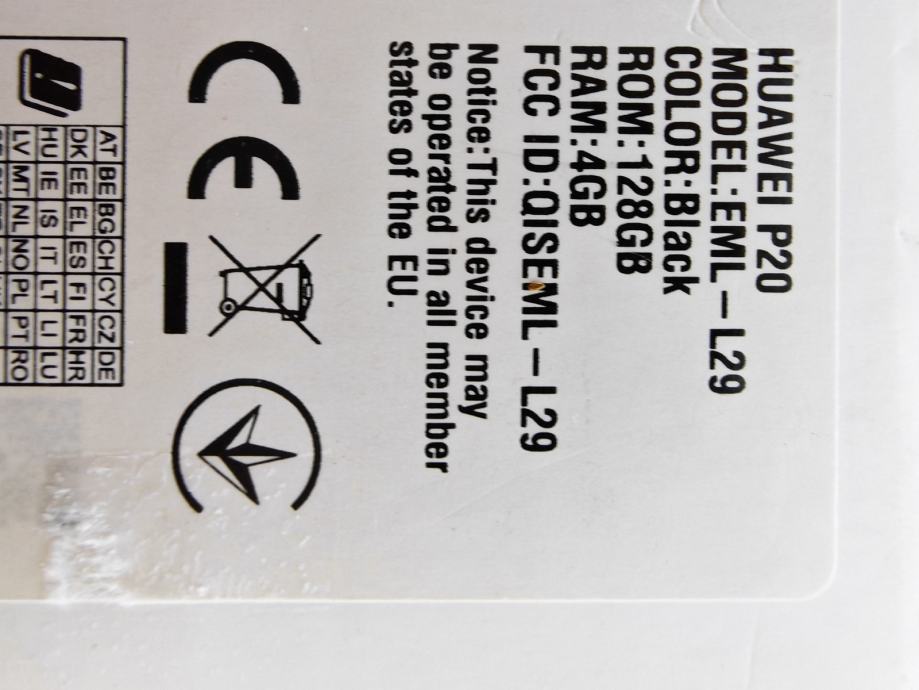 HUAWEI P20
MODEL:EML-L29
COLOR:Black
ROM:128GB
RAM:4GB
FCC ID:QISEML-L29
Notice:This device may
be operated in all member
states of the EU.
CE
AT BE BG CH CY CZ DE
DK EE EL ES FI FR HR
HU IE IS IT LT LI LU
LV MT NL NO PL PT RO